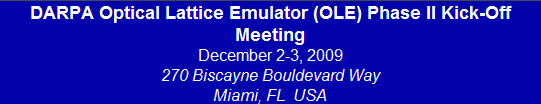 DARPA Optical Lattice Emulator (OLE) Phase II Kick-Off
Meeting
December 2-3, 2009
270 Biscayne Bouldevard Way
Miami, FL  USA